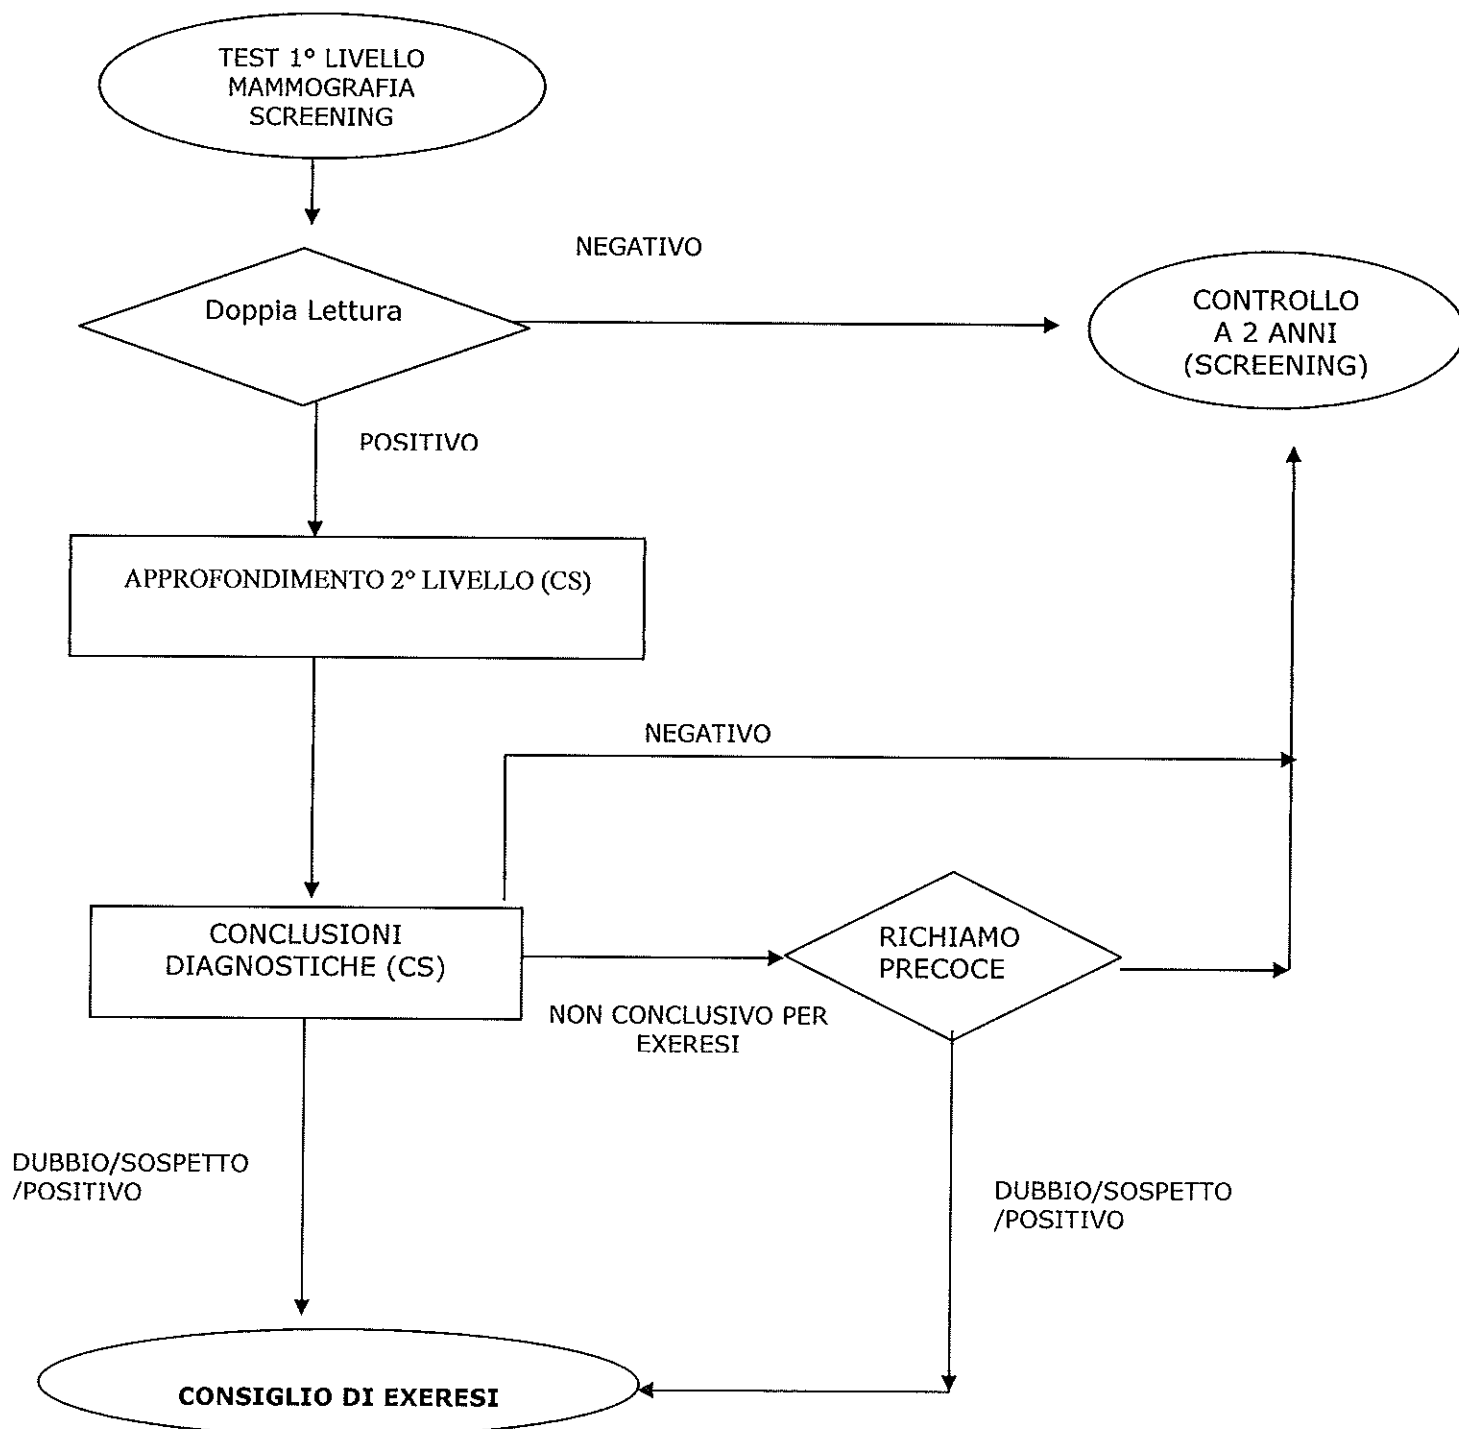 TEST 1° LIVELLO
MAMMOGRAFIA
SCREENING
NEGATIVO
Doppia Lettura
CONTROLLO
A 2 ANNI
(SCREENING)
POSITIVO
APPROFONDIMENTO 2° LIVELLO (CS)
NEGATIVO
CONCLUSIONI
DIAGNOSTICHE (CS)
RICHIAMO
PRECOCE
NON CONCLUSIVO PER
EXERESI
DUBBIO/SOSPETTO
/POSITIVO
DUBBIO/SOSPETTO
/POSITIVO
CONSIGLIO DI EXERESI